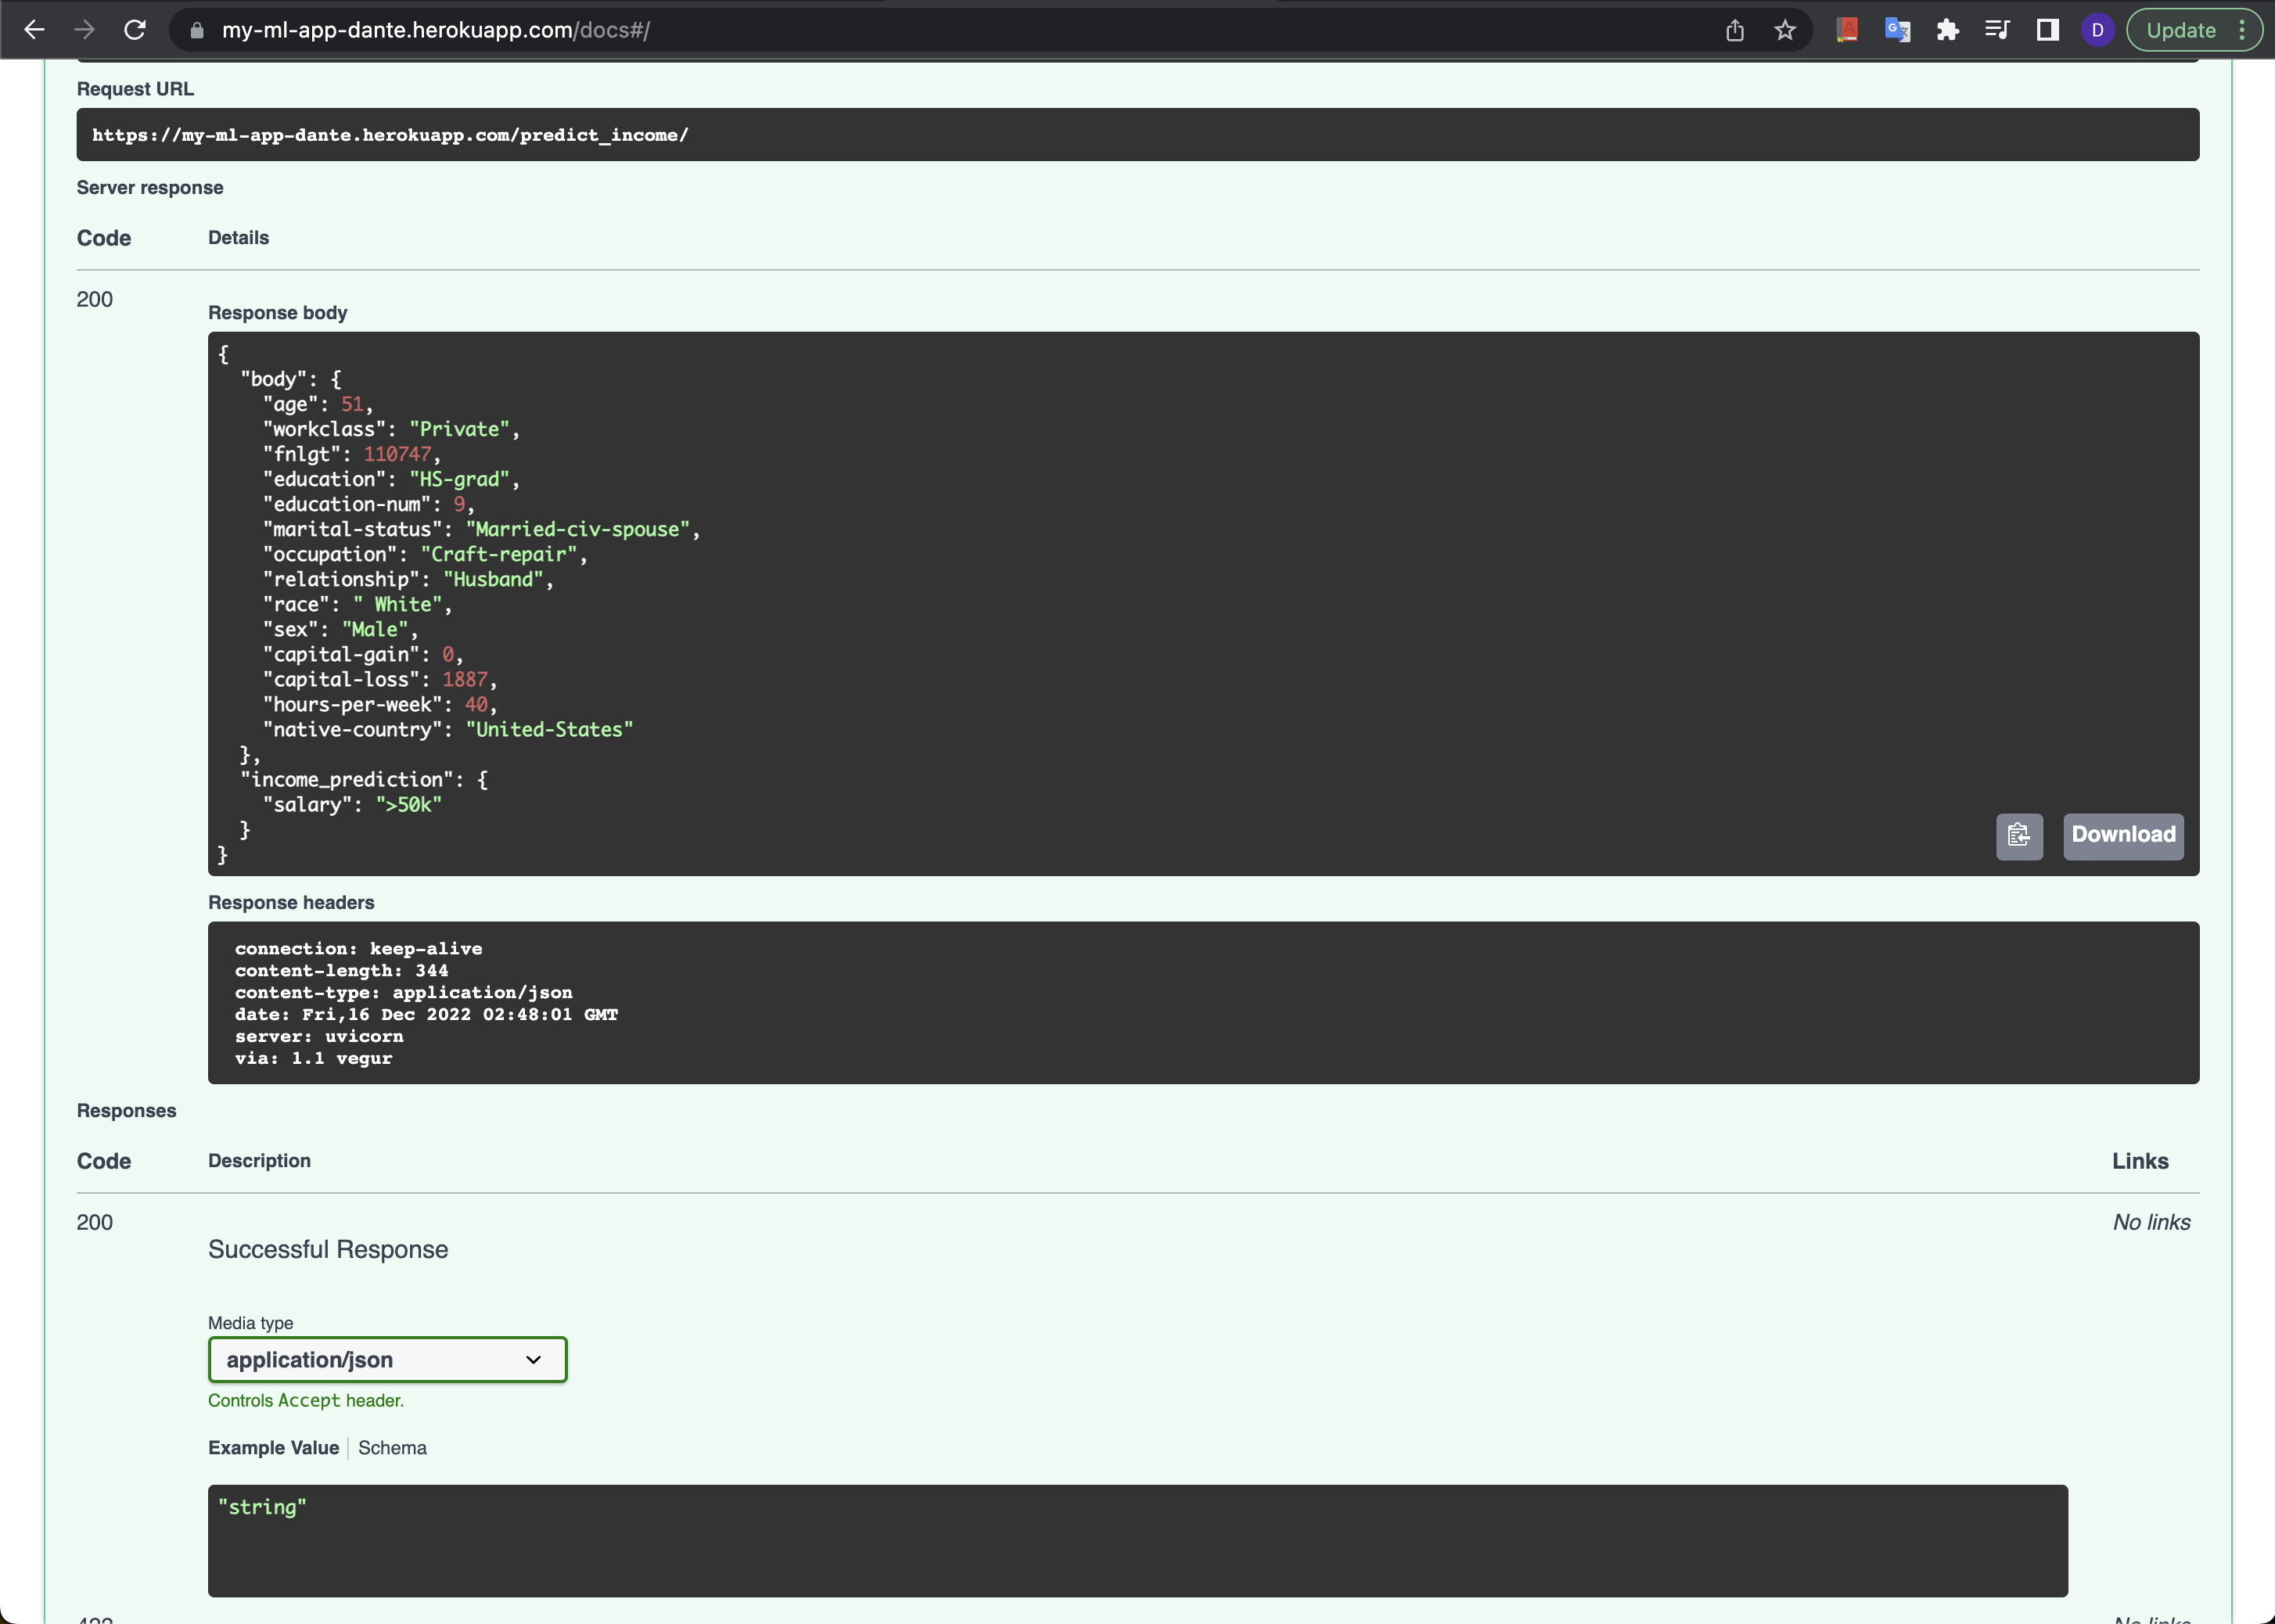 my-ml-app-dante.herokuapp.com/docs#/
D
Update
Request URL
https://my-ml-app-dante.herokuapp.com/predict_income/
Server response
Code Details
200
Response body
{
"body": {
"age": 51,
"workclass": "Private",
"fnlgt": 110747,
"education": "HS-grad",
"education-num": 9,
"marital-status": "Married-civ-spouse",
"occupation": "Craft-repair",
"relationship": "Husband",
"race": " White",
"sex": "Male",
"capital-gain": 0,
"capital-loss": 1887,
"hours-per-week": 40,
"native-country": "United-States"
},
"income_prediction": {
"salary": ">50k"
}
}
Download
Response headers
connection: keep-alive
content-length: 344
content-type: application/json
date: Fri,16 Dec 2022 02:48:01 GMT
server: uvicorn
via: 1.1 vegur
Responses
Code Description Links
200 No links
Successful Response
Media type
application/json
Controls Accept header.
Example Value Schema
"string"